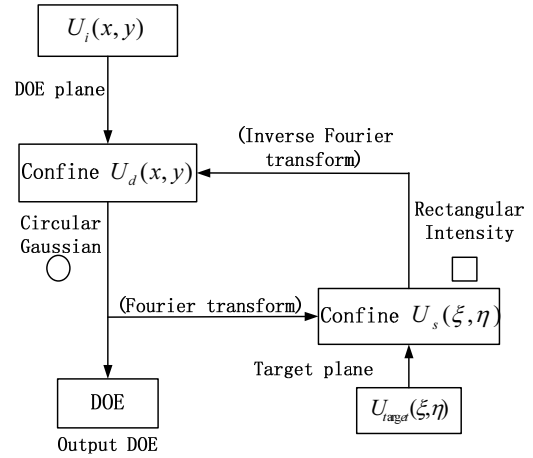 U_i(x, y)
DOE plane
(Inverse Fourier
transform)
Confine U_d(x, y)
Circular
Gaussian
Rectangular
Intensity
(Fourier transform)
Confine U_s(ξ, η)
Target plane
DOE
U_target(ξ,η)
Output DOE